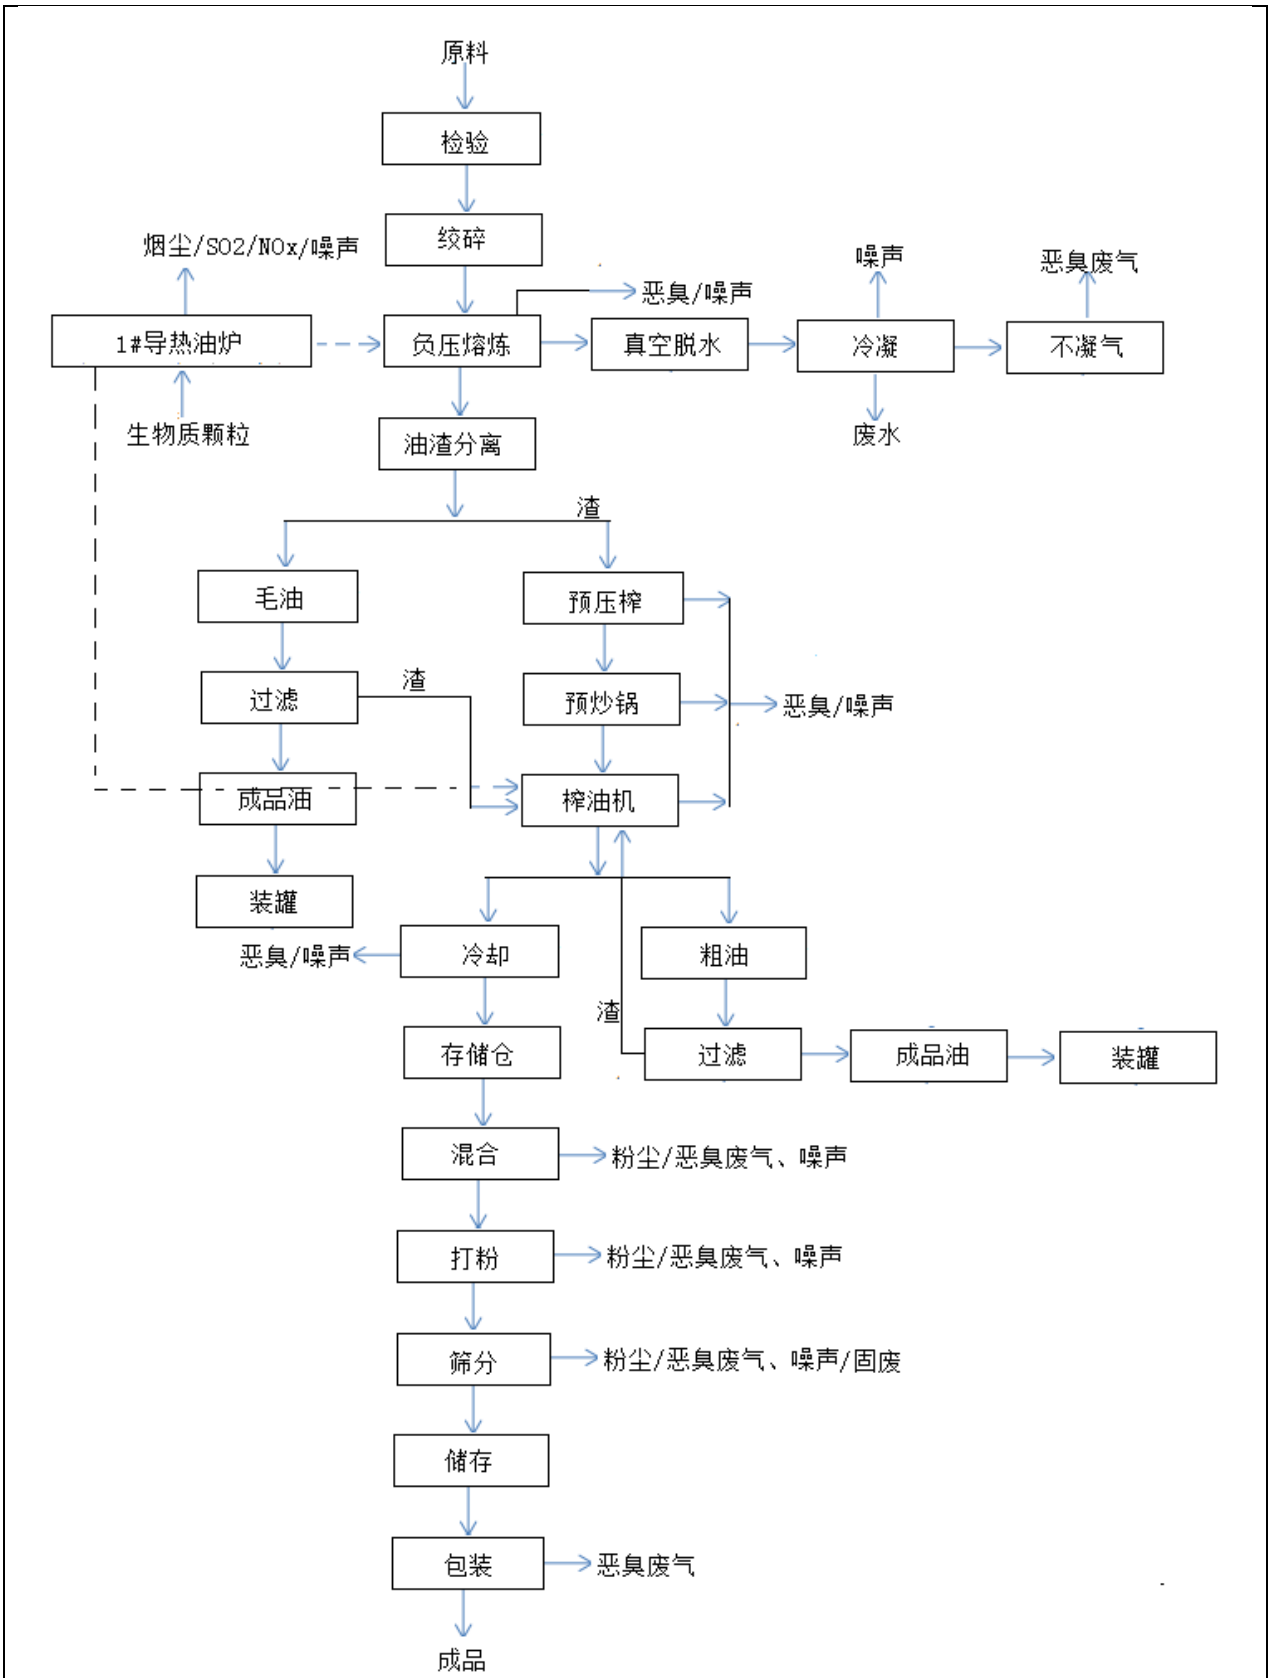 原料
检验
绞碎
烟尘/SO2/NOx/噪声
噪声
恶臭废气
恶臭/噪声
1#导热油炉
负压熔炼
真空脱水
冷凝
不凝气
生物质颗粒
废水
油渣分离
渣
毛油
预压榨
过滤
渣
预炒锅
恶臭/噪声
成品油
榨油机
装罐
恶臭/噪声
冷却
粗油
渣
存储仓
过滤
成品油
装罐
混合
粉尘/恶臭废气、噪声
打粉
粉尘/恶臭废气、噪声
筛分
粉尘/恶臭废气、噪声/固废
储存
包装
恶臭废气
成品